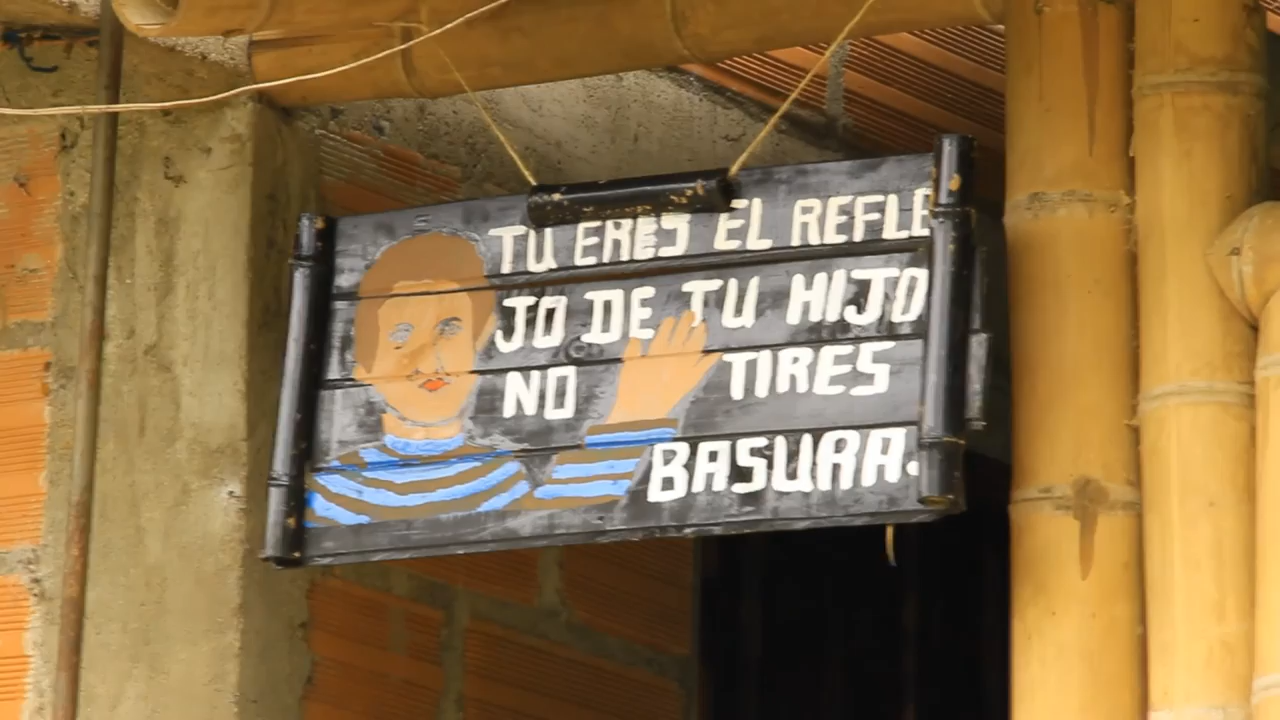 TU ERES EL REFLE
JO DE TU HIJO
NO TIRES
BASURA.